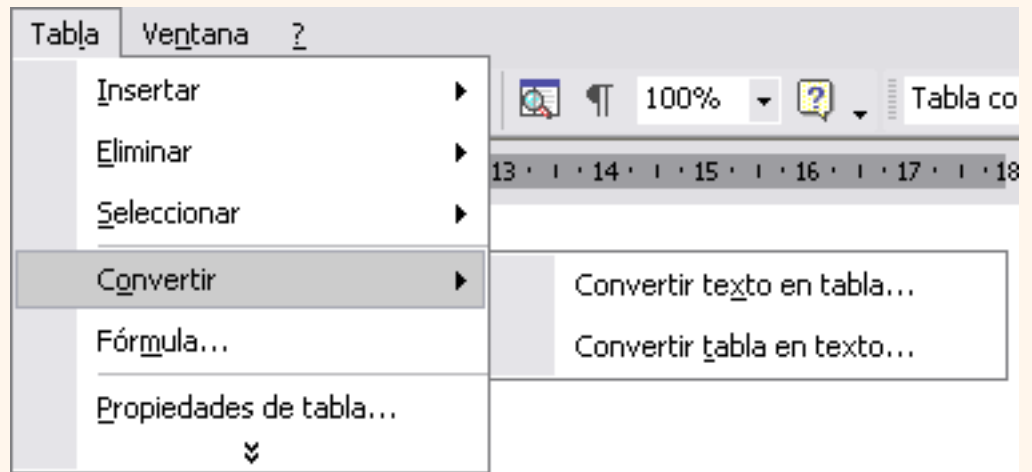 Tabla Ventana ?
Insertar
100% Tabla co
Eliminar
13 14 15 16 17 18
Seleccionar
Convertir
Convertir texto en tabla...
Fórmula...
Convertir tabla en texto...
Propiedades de tabla...